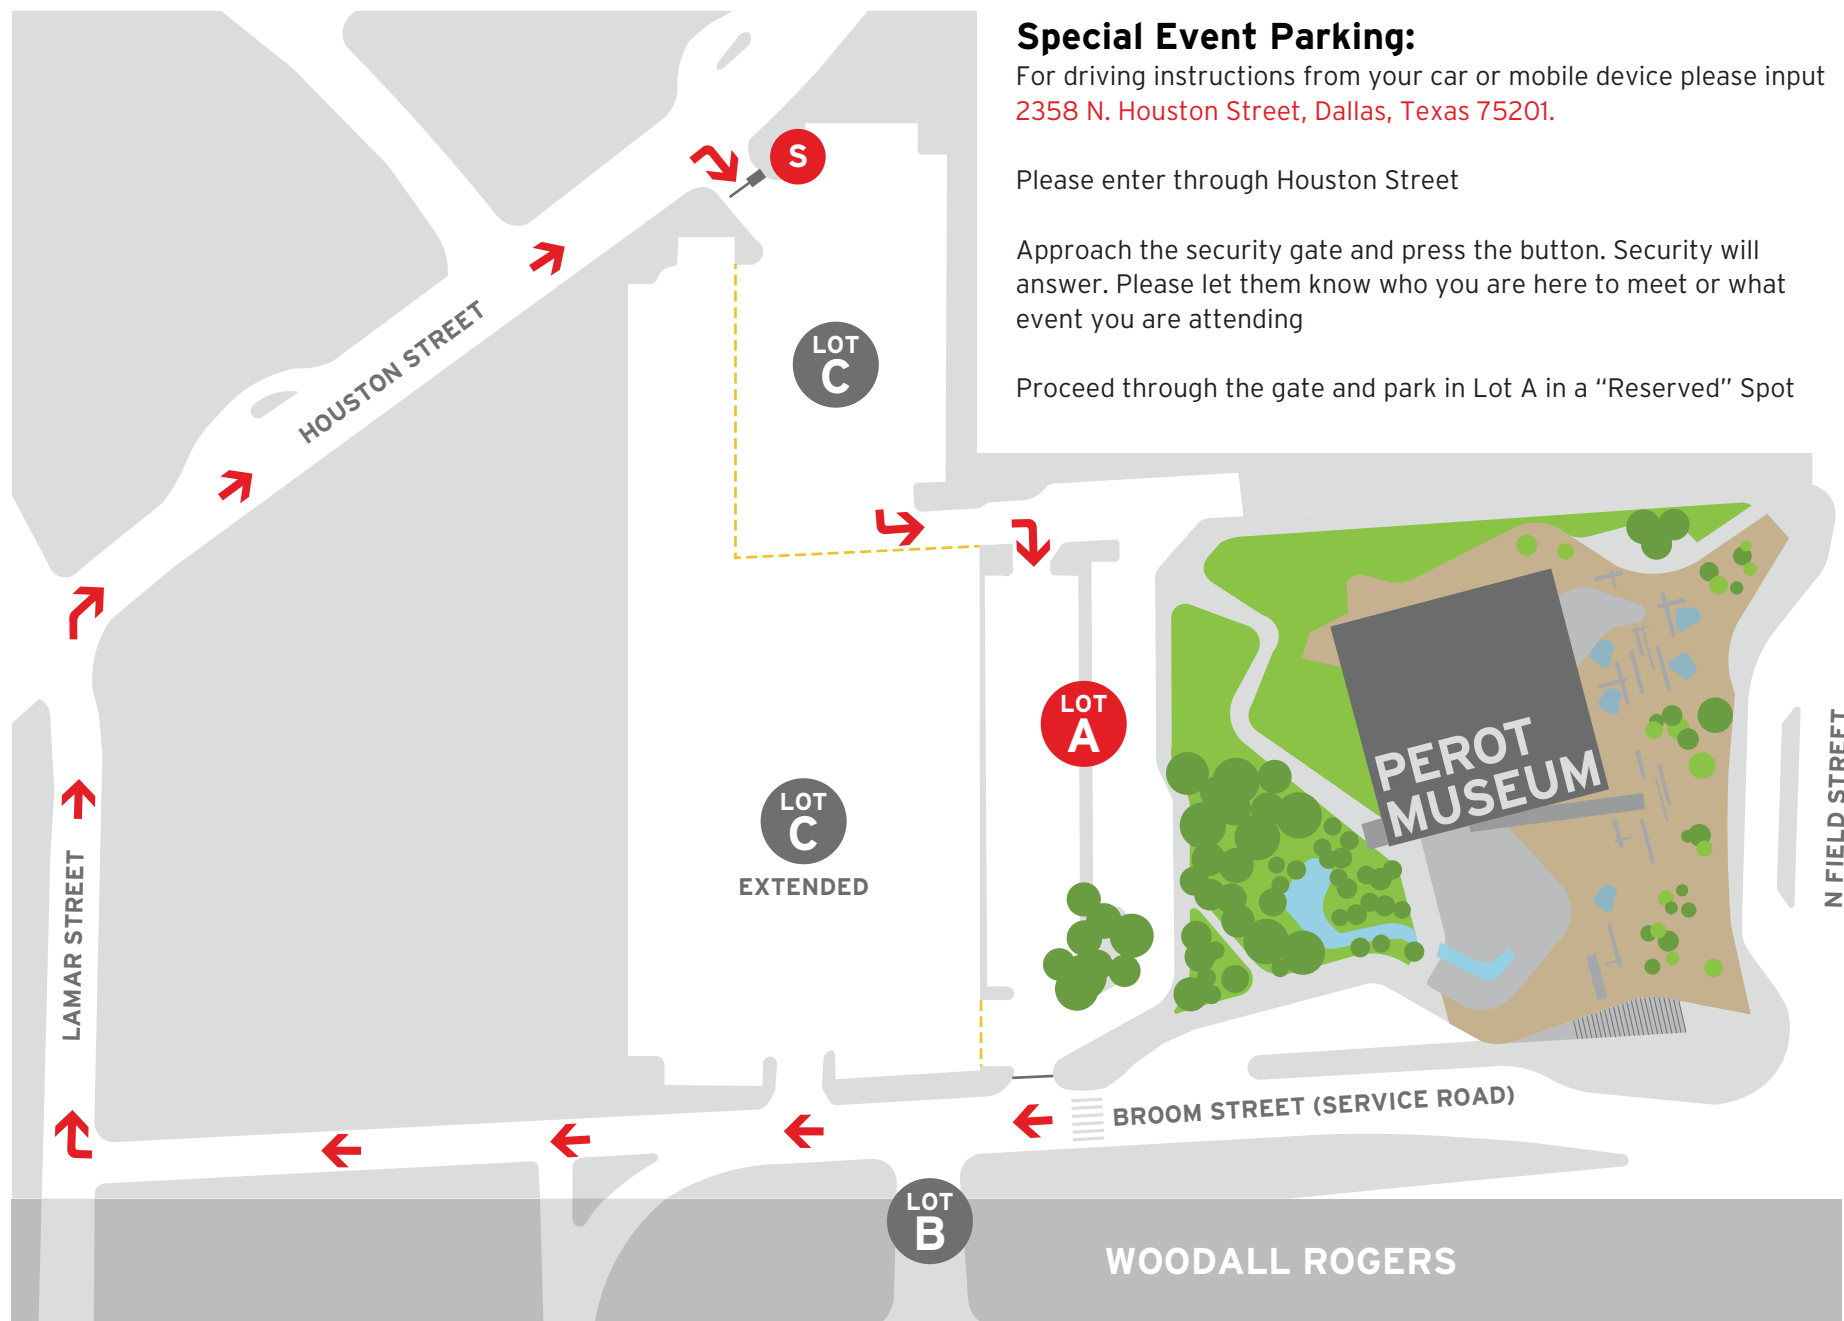 Special Event Parking:
For driving instructions from your car or mobile device please input
2358 N. Houston Street, Dallas, Texas 75201.
Please enter through Houston Street
Approach the security gate and press the button. Security will
answer. Please let them know who you are here to meet or what
event you are attending
Proceed through the gate and park in Lot A in a “Reserved” Spot
S
HOUSTON STREET
LOT
C
LOT
A
PEROT
MUSEUM
N FIELD STREET
LOT
C
EXTENDED
LAMAR STREET
BROOM STREET (SERVICE ROAD)
LOT
B
WOODALL ROGERS